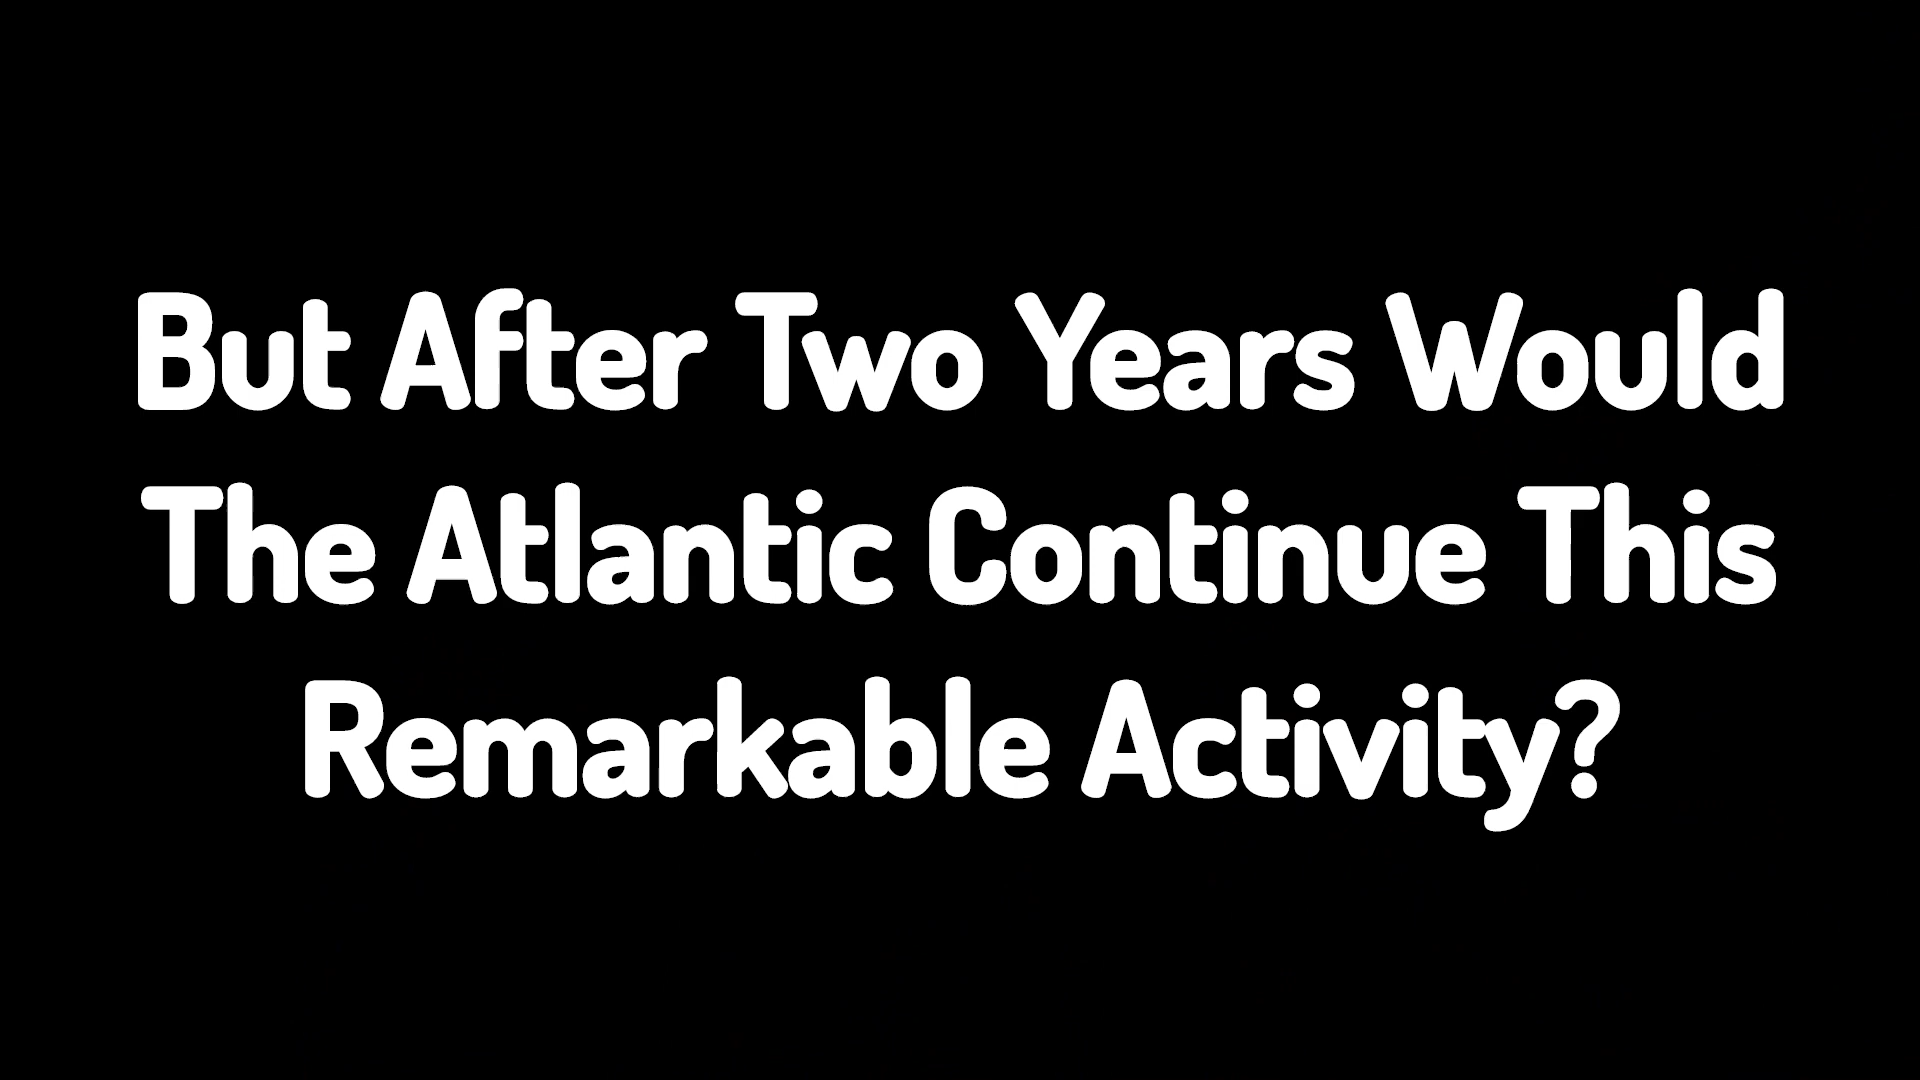 But After Two Years Would
The Atlantic Continue This
Remarkable Activity?